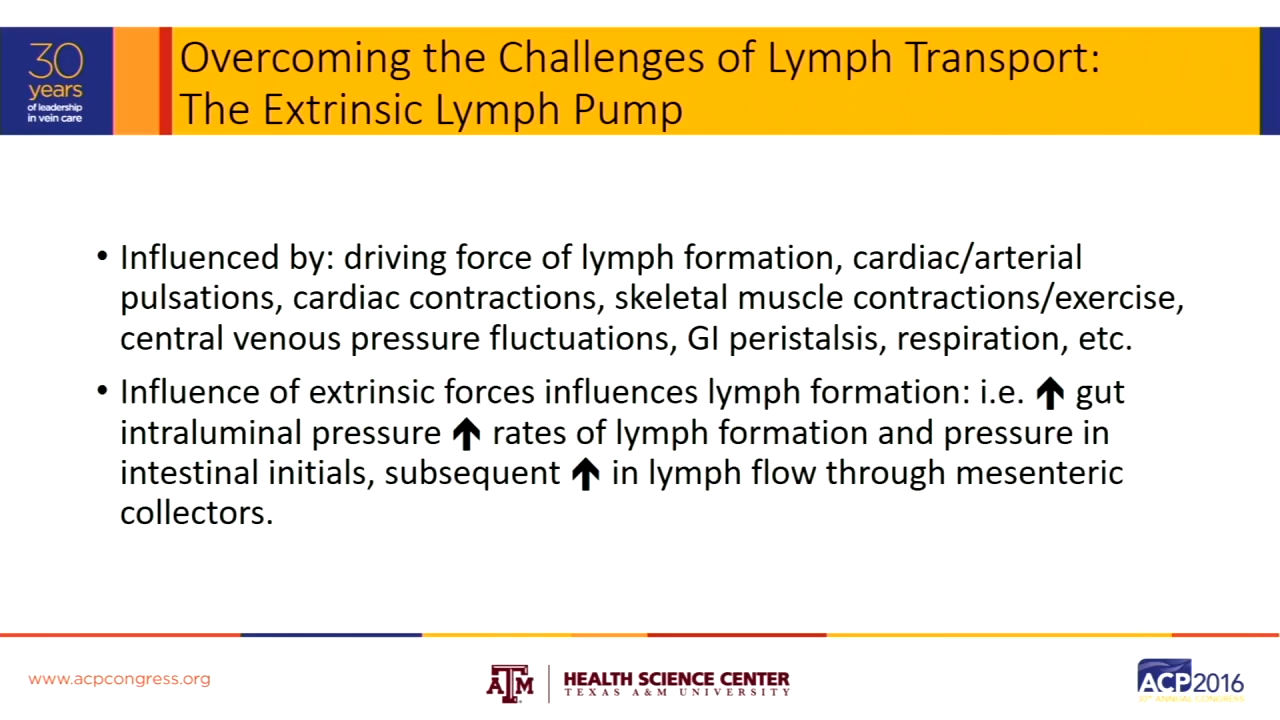 30
years
of leadership
in vein care
Overcoming the Challenges of Lymph Transport:
The Extrinsic Lymph Pump
• Influenced by: driving force of lymph formation, cardiac/arterial
pulsations, cardiac contractions, skeletal muscle contractions/exercise,
central venous pressure fluctuations, GI peristalsis, respiration, etc.
• Influence of extrinsic forces influences lymph formation: i.e. ↑ gut
intraluminal pressure ↑ rates of lymph formation and pressure in
intestinal initials, subsequent ↑ in lymph flow through mesenteric
collectors.
www.acpcongress.org
ATM
HEALTH SCIENCE CENTER
TEXAS A&M UNIVERSITY
ACP2016
30TH ANNUAL CONGRESS